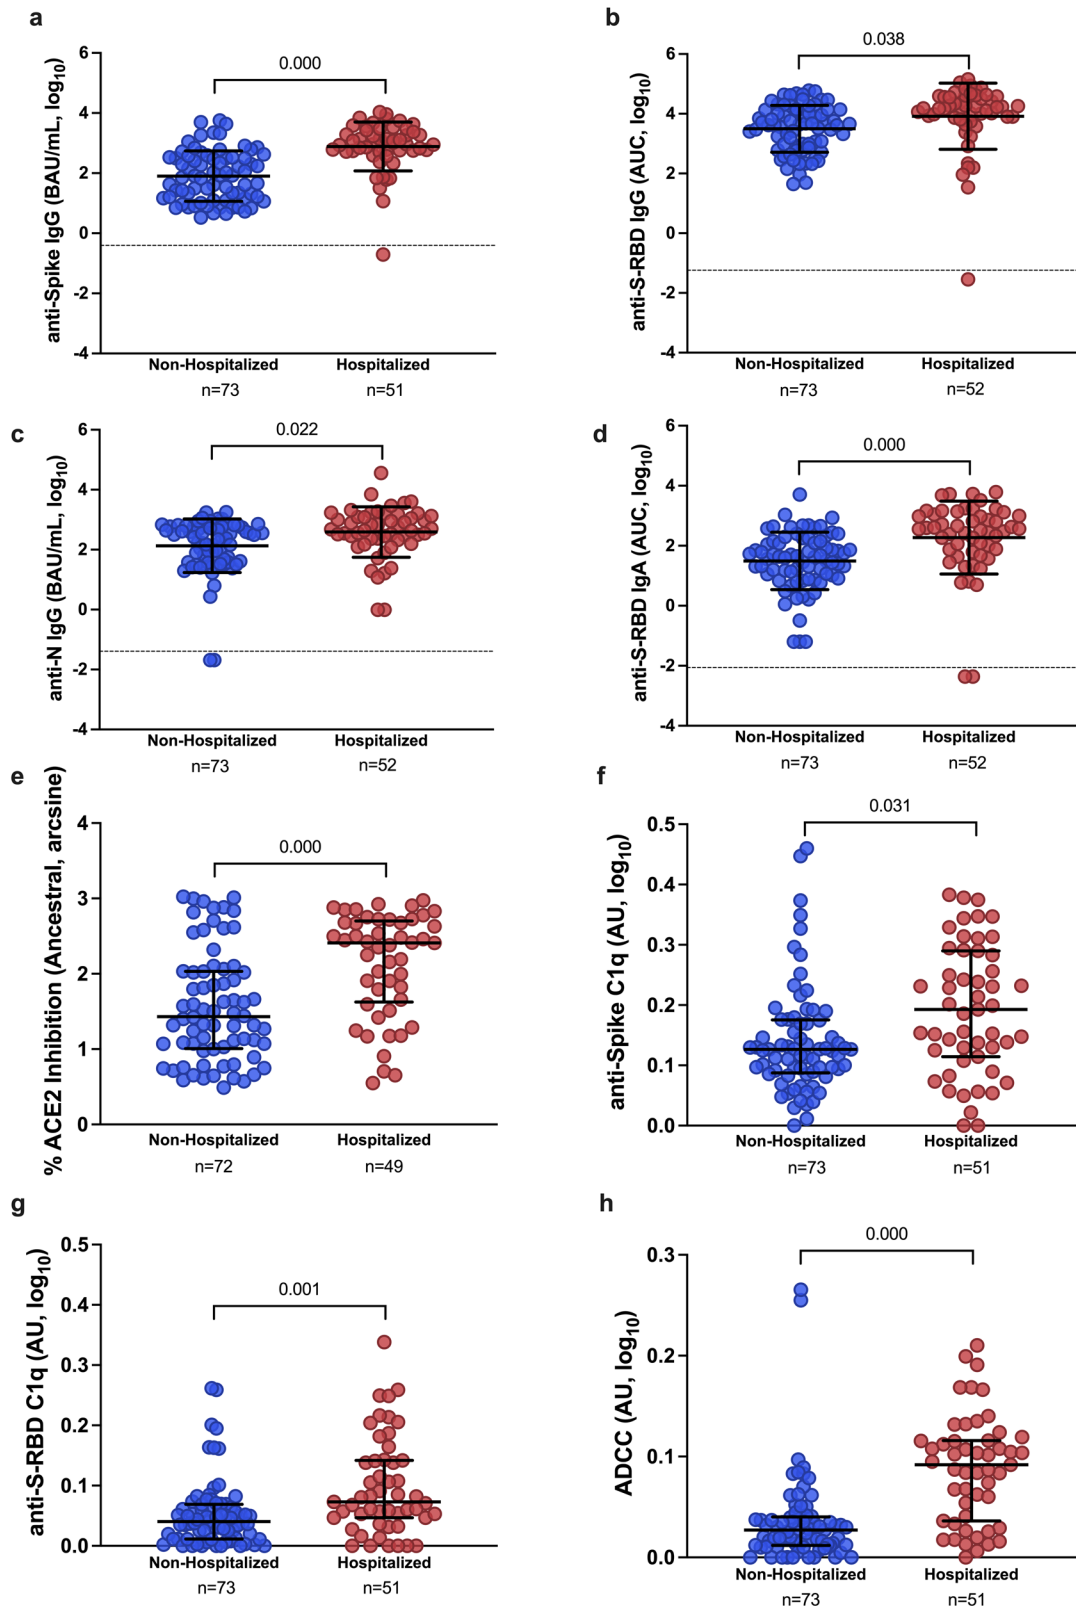 a
0.000
anti-Spike IgG (BAU/mL, log10)
6
4
2
0
-2
-4
Non-Hospitalized
Hospitalized
n=73
n=51
b
0.038
anti-S-RBD IgG (AUC, log10)
6
4
2
0
-2
-4
Non-Hospitalized
Hospitalized
n=73
n=52
c
0.022
anti-N IgG (BAU/mL, log10)
6
4
2
0
-2
-4
Non-Hospitalized
Hospitalized
n=73
n=52
d
0.000
anti-S-RBD IgA (AUC, log10)
6
4
2
0
-2
-4
Non-Hospitalized
Hospitalized
n=73
n=52
e
0.000
% ACE2 Inhibition (Ancestral, arcsine)
4
3
2
1
0
Non-Hospitalized
Hospitalized
n=72
n=49
f
0.031
anti-Spike C1q (AU, log10)
0.5
0.4
0.3
0.2
0.1
0.0
Non-Hospitalized
Hospitalized
n=73
n=51
g
0.001
anti-S-RBD C1q (AU, log10)
0.5
0.4
0.3
0.2
0.1
0.0
Non-Hospitalized
Hospitalized
n=73
n=51
h
0.000
ADCC (AU, log10)
0.3
0.2
0.1
0.0
Non-Hospitalized
Hospitalized
n=73
n=51